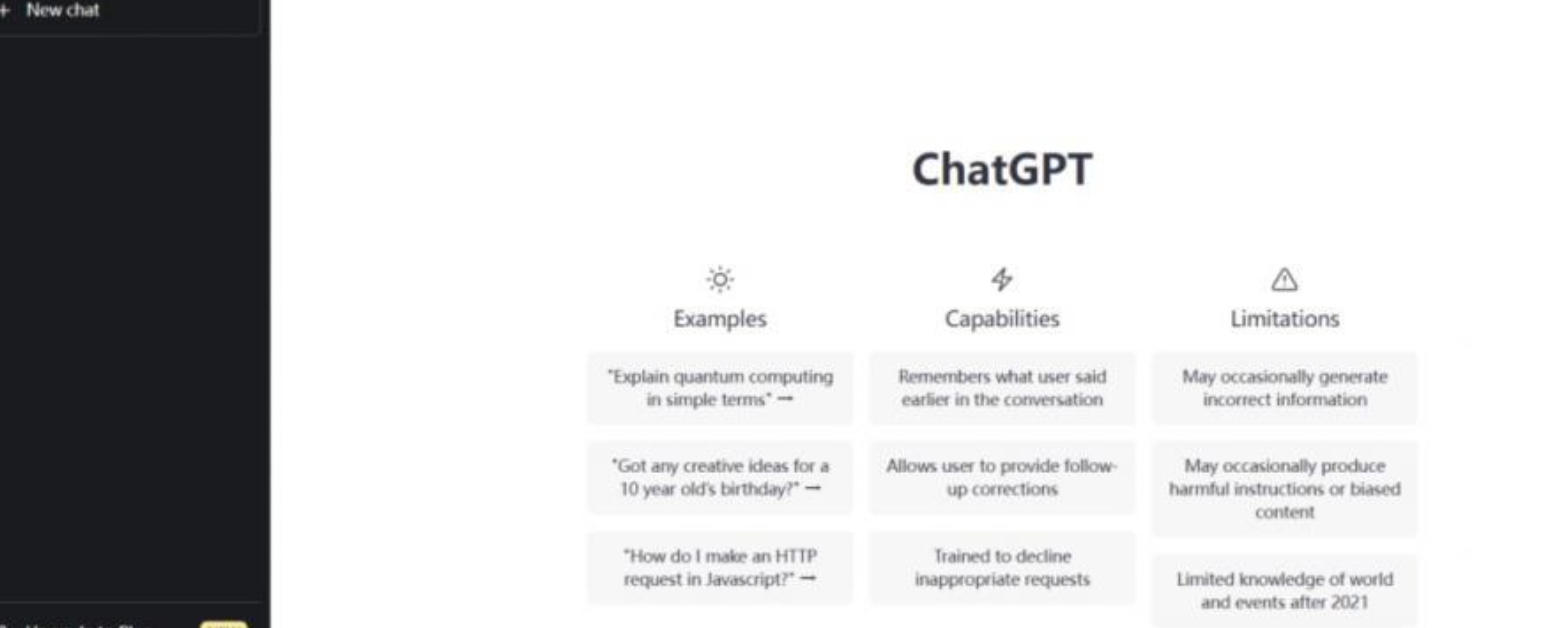 + New chat
ChatGPT
Examples
"Explain quantum computing
in simple terms" →
"Got any creative ideas for a
10 year old's birthday?" →
"How do I make an HTTP
request in Javascript?" →
Capabilities
Remembers what user said
earlier in the conversation
Allows user to provide follow-
up corrections
Trained to decline
inappropriate requests
Limitations
May occasionally generate
incorrect information
May occasionally produce
harmful instructions or biased
content
Limited knowledge of world
and events after 2021